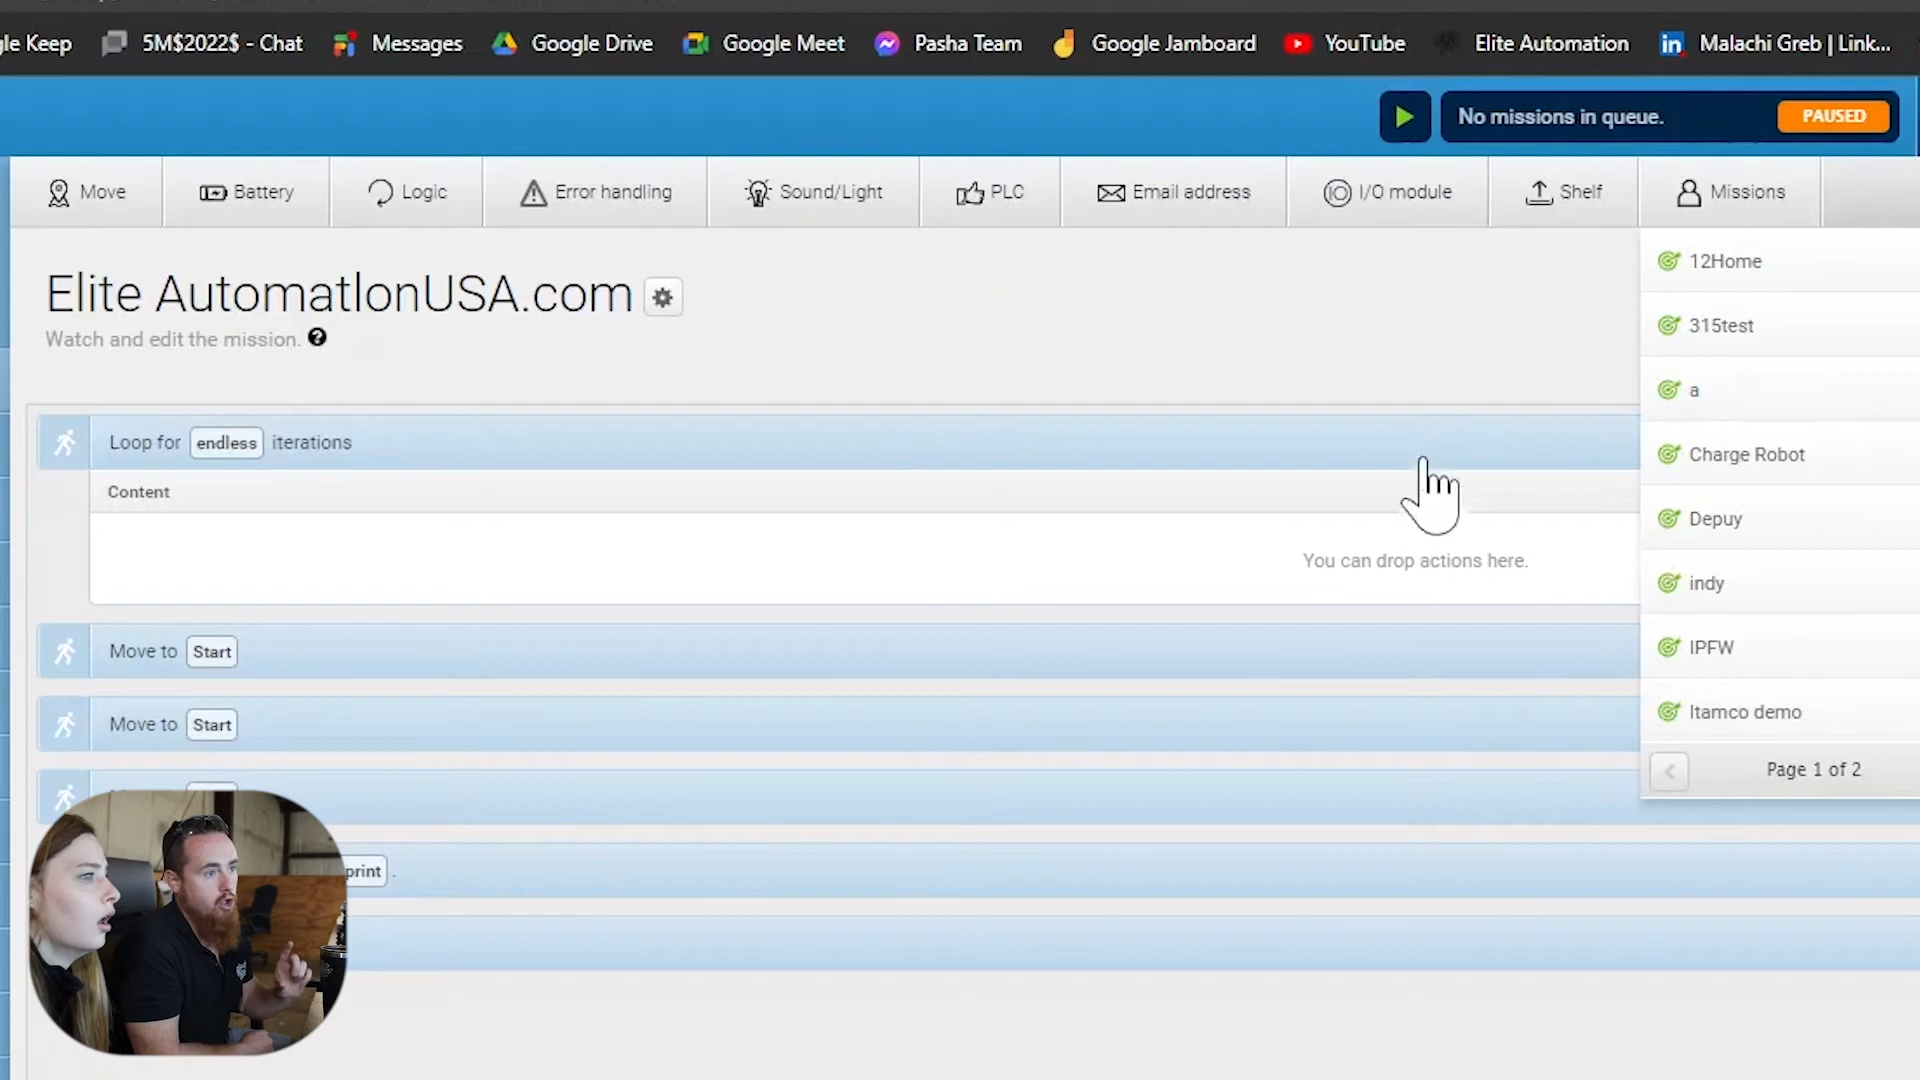 gle Keep 5M$2022$ - Chat Messages Google Drive Google Meet Pasha Team Google Jamboard YouTube Elite Automation Malachi Greb | Link...
No missions in queue. PAUSED
Move Battery Logic Error handling Sound/Light PLC Email address I/O module Shelf Missions
12Home
Elite AutomatIonUSA.com
315test
Watch and edit the mission.
a
Loop for endless iterations
Charge Robot
Content
Depuy
You can drop actions here.
indy
Move to Start
IPFW
Move to Start
Itamco demo
Page 1 of 2
print .